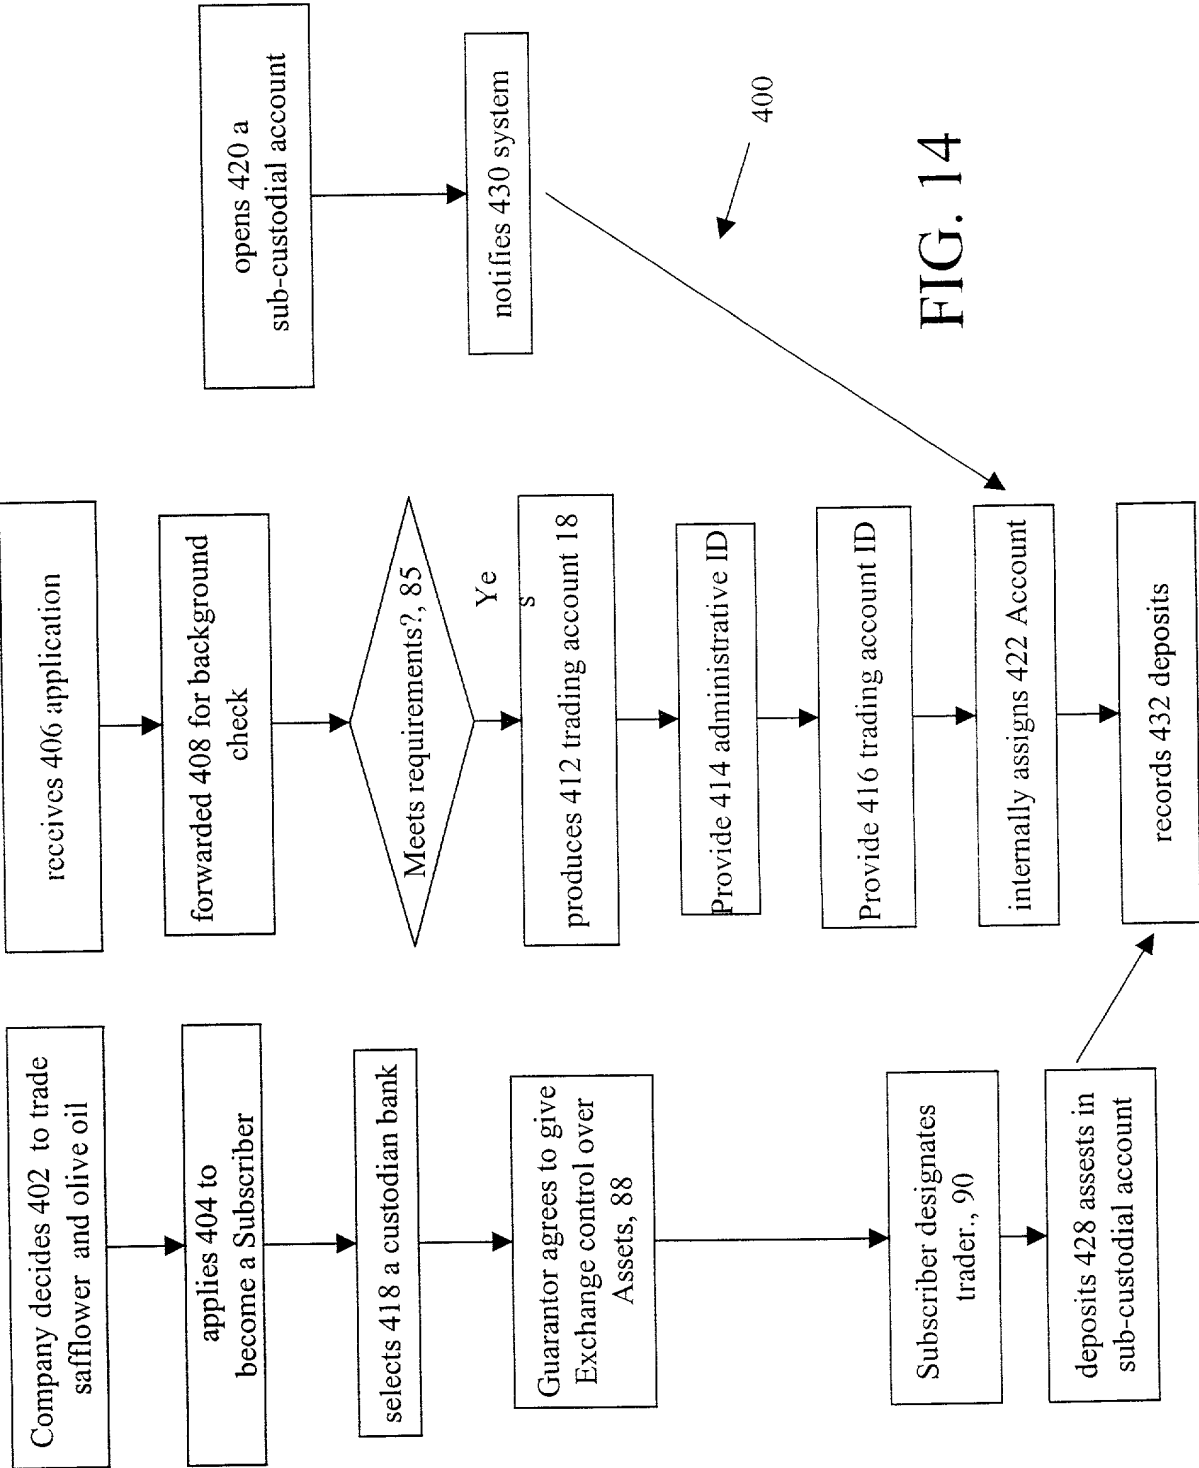 Company decides 402 to trade
safflower and olive oil
applies 404 to
become a Subscriber
selects 418 a custodian bank
Guarantor agrees to give
Exchange control over
Assets, 88
Subscriber designates
trader., 90
deposits 428 assests in
sub-custodial account
receives 406 application
forwarded 408 for background
check
Meets requirements?, 85
Ye
s
produces 412 trading account 18
Provide 414 administrative ID
Provide 416 trading account ID
internally assigns 422 Account
records 432 deposits
opens 420 a
sub-custodial account
notifies 430 system
400
FIG. 14